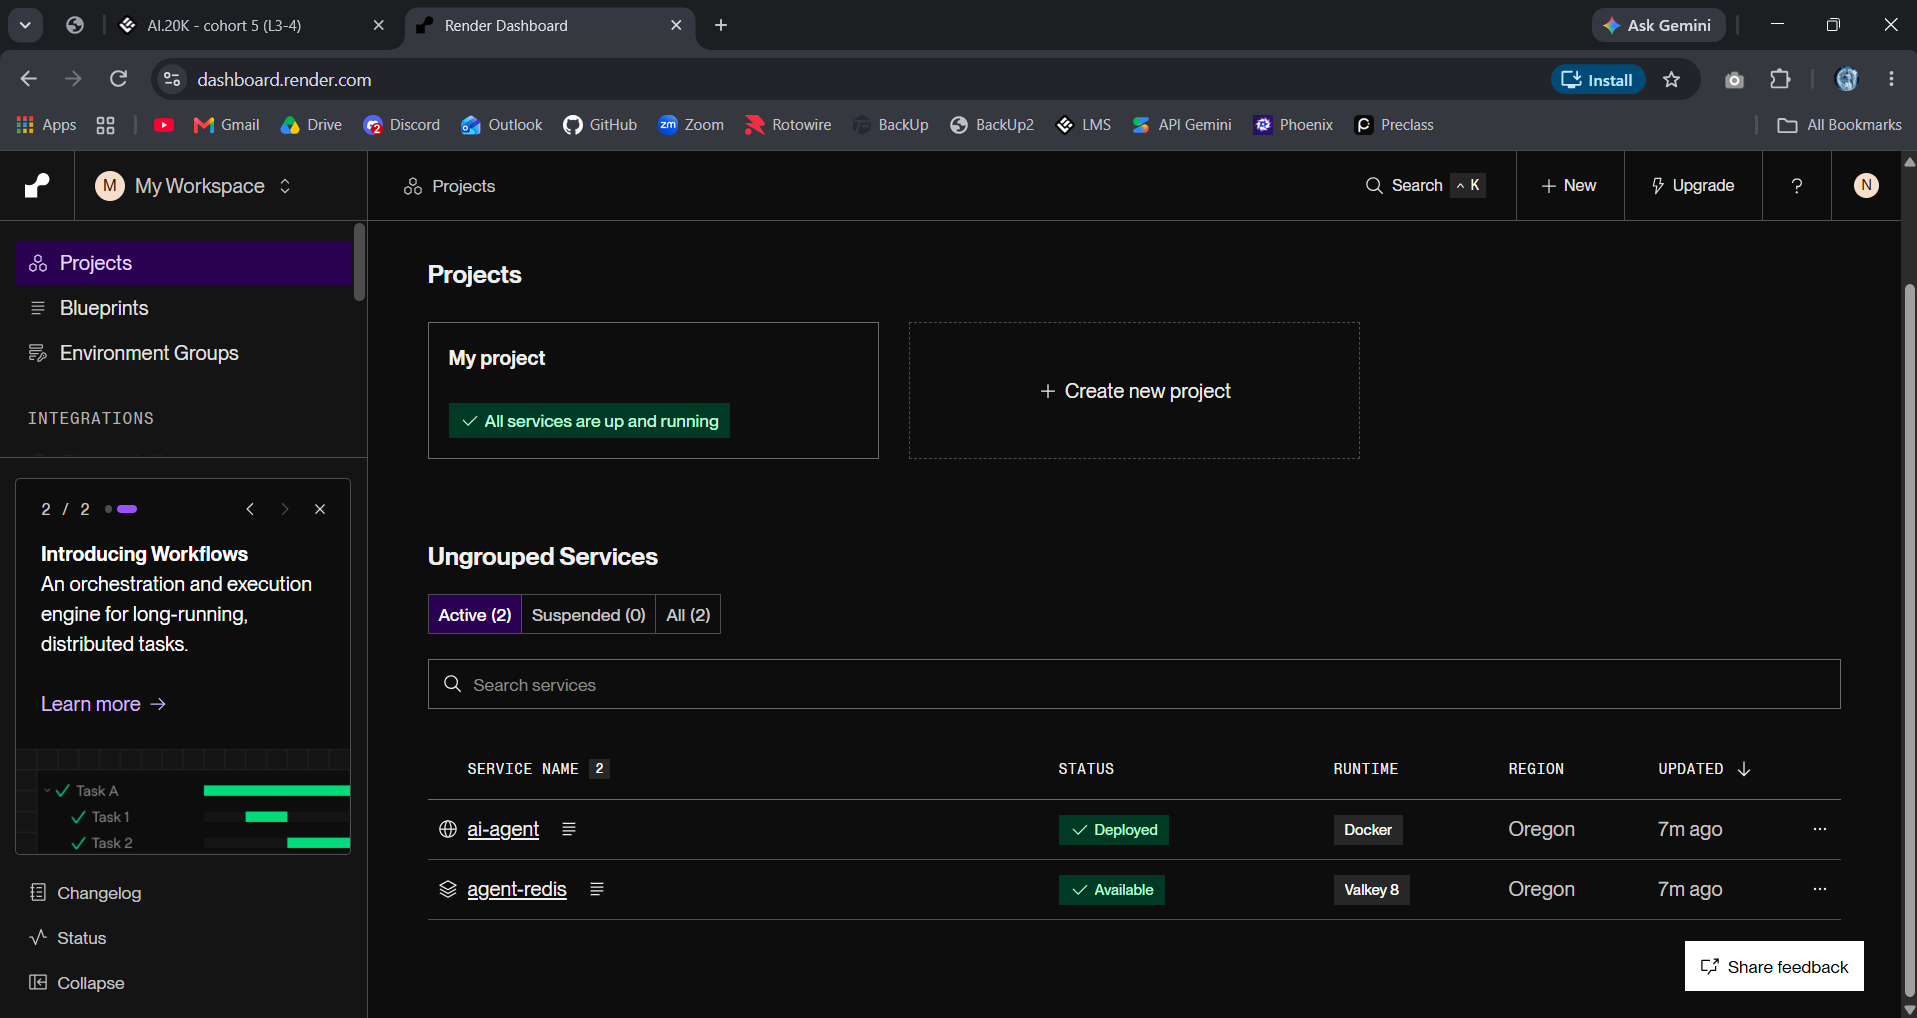 AI.20K - cohort 5 (L3-4)
Render Dashboard
Ask Gemini
dashboard.render.com
Install
Apps
Gmail
Drive
Discord
Outlook
GitHub
zm Zoom
Rotowire
BackUp
BackUp2
LMS
API Gemini
Phoenix
Preclass
All Bookmarks
M My Workspace
Projects
Search ^ K
+ New
Upgrade
?
N
Projects
Blueprints
Environment Groups
INTEGRATIONS
2 / 2
Introducing Workflows
An orchestration and execution
engine for long-running,
distributed tasks.
Learn more →
Task A
Task 1
Task 2
Changelog
Status
Collapse
Projects
My project
All services are up and running
+ Create new project
Ungrouped Services
Active (2)
Suspended (0)
All (2)
Search services
SERVICE NAME 2 STATUS RUNTIME REGION UPDATED ↓
ai-agent Deployed Docker Oregon 7m ago ...
agent-redis Available Valkey 8 Oregon 7m ago ...
Share feedback